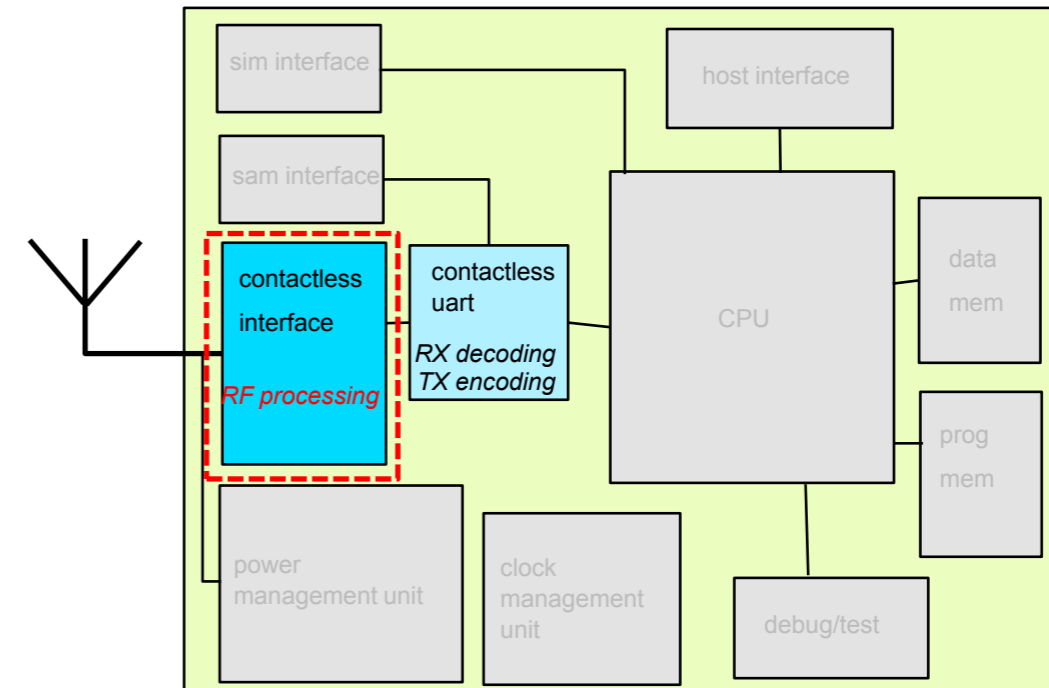 sim interface
host interface
sam interface
contactless
interface
RF processing
contactless
uart
RX decoding
TX encoding
CPU
data
mem
prog
mem
power
management unit
clock
management
unit
debug/test